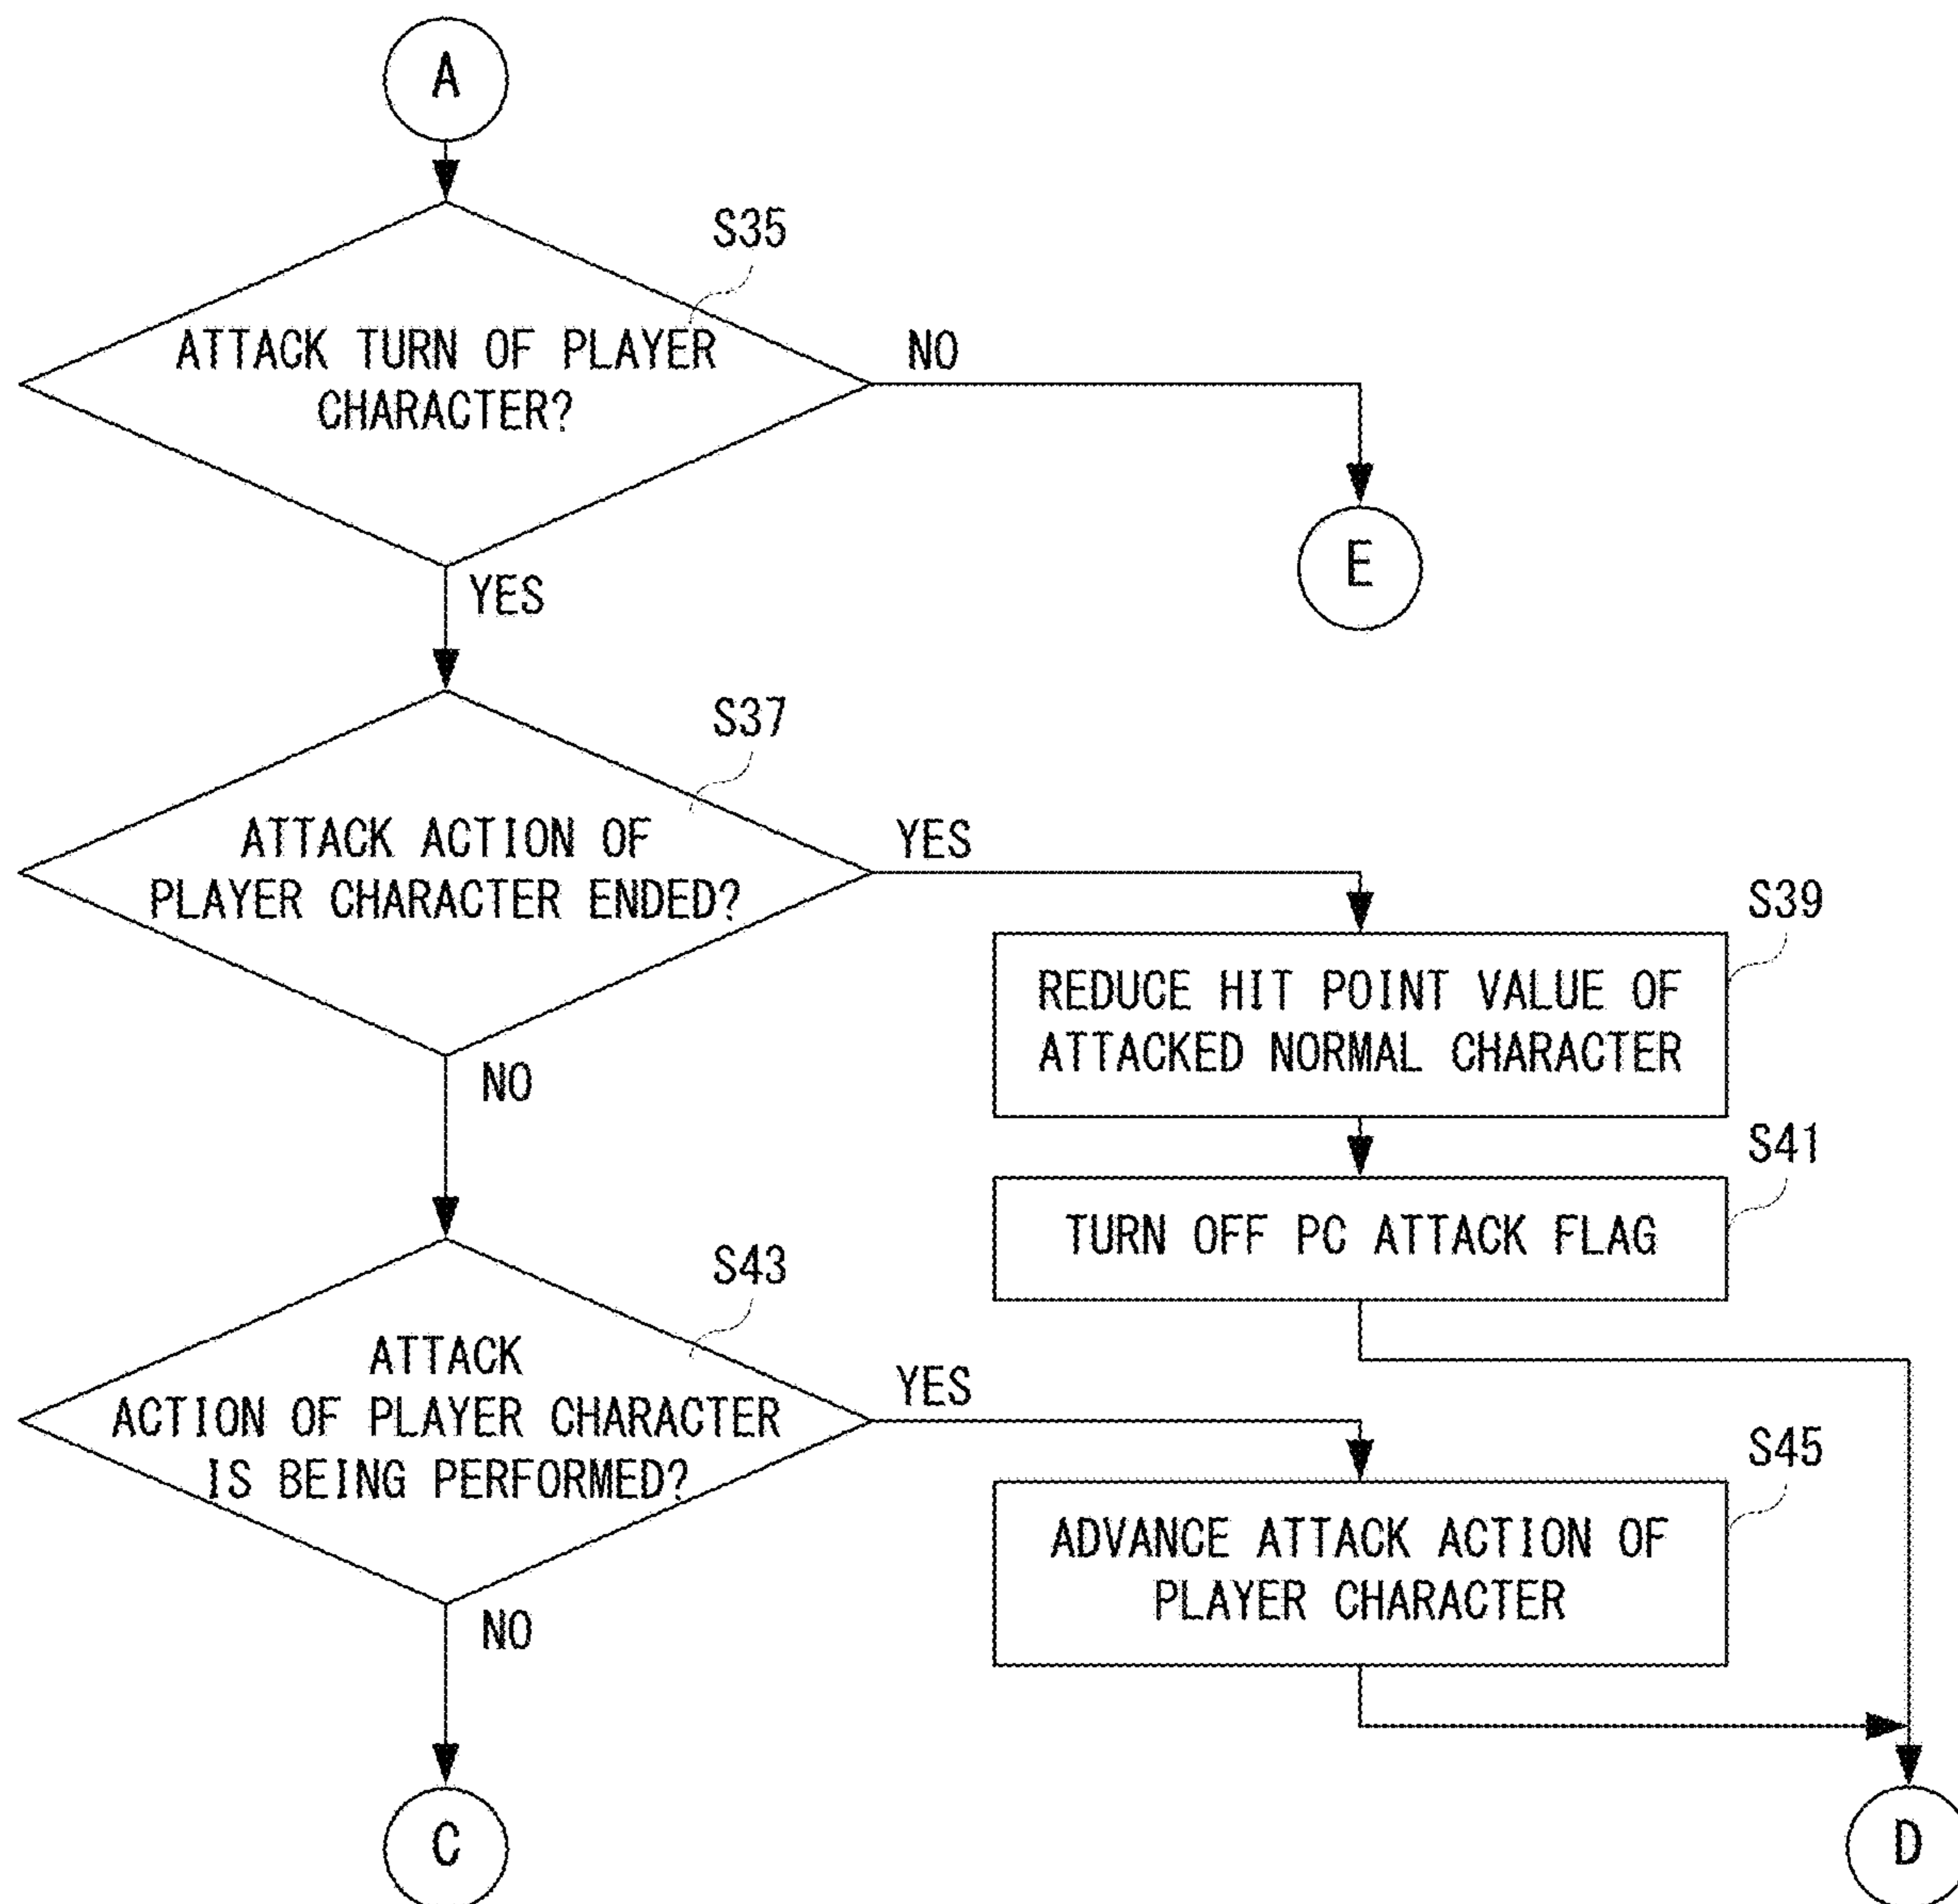 A
S35
ATTACK TURN OF PLAYER
CHARACTER?
NO
E
YES
S37
ATTACK ACTION OF
PLAYER CHARACTER ENDED?
YES
S39
REDUCE HIT POINT VALUE OF
ATTACKED NORMAL CHARACTER
NO
S41
TURN OFF PC ATTACK FLAG
S43
ATTACK
ACTION OF PLAYER CHARACTER
IS BEING PERFORMED?
YES
S45
ADVANCE ATTACK ACTION OF
PLAYER CHARACTER
NO
C
D